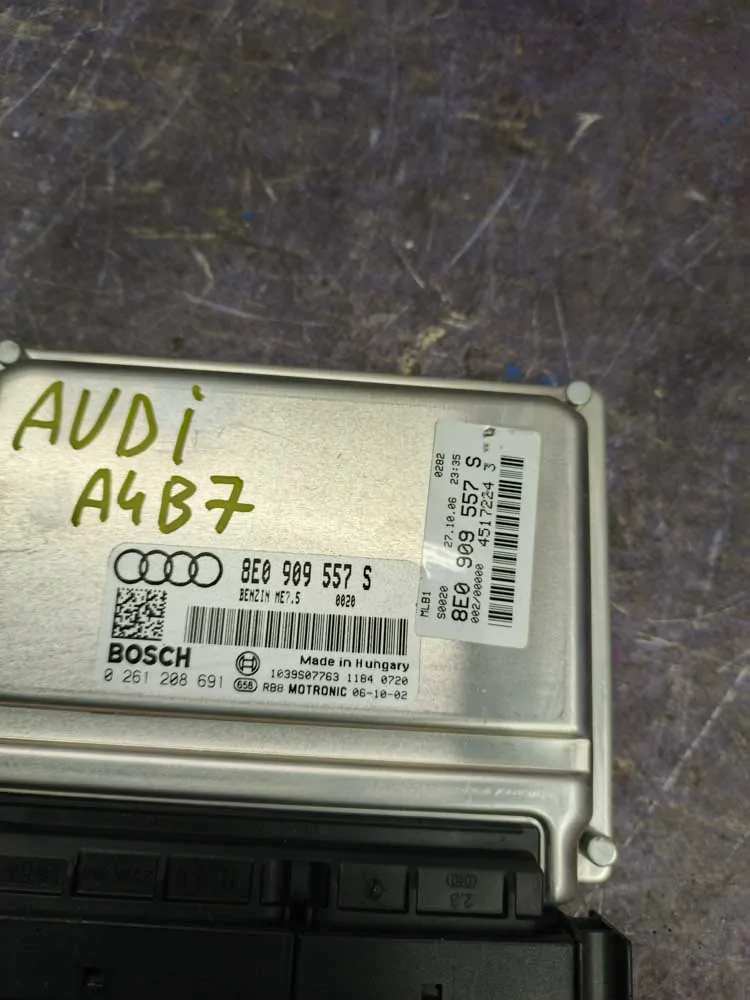 AUDi
A4B7
8E0 909 557 S
BENZIN ME7.5 0020
BOSCH
Made in Hungary
0 261 208 691
1039S07763 1184 0720
656 RB8 MOTRONIC 06-10-02
MLB1 0282
S0020 27.10.06 23:35
8E0 909 557 S
002/00000 4517224 3